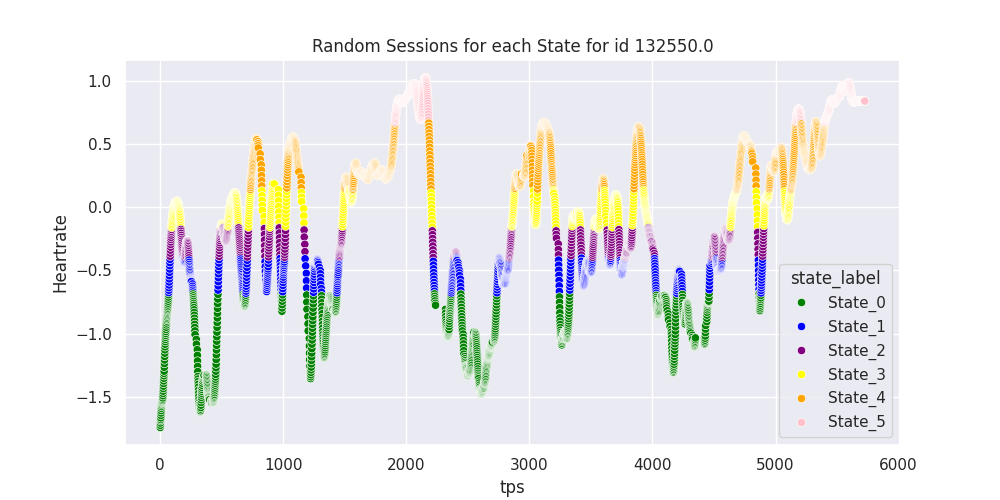 Random Sessions for each State for id 132550.0
Heartrate
1.0
0.5
0.0
−0.5
−1.0
−1.5
state_label
State_0
State_1
State_2
State_3
State_4
State_5
0 1000 2000 3000 4000 5000 6000
tps